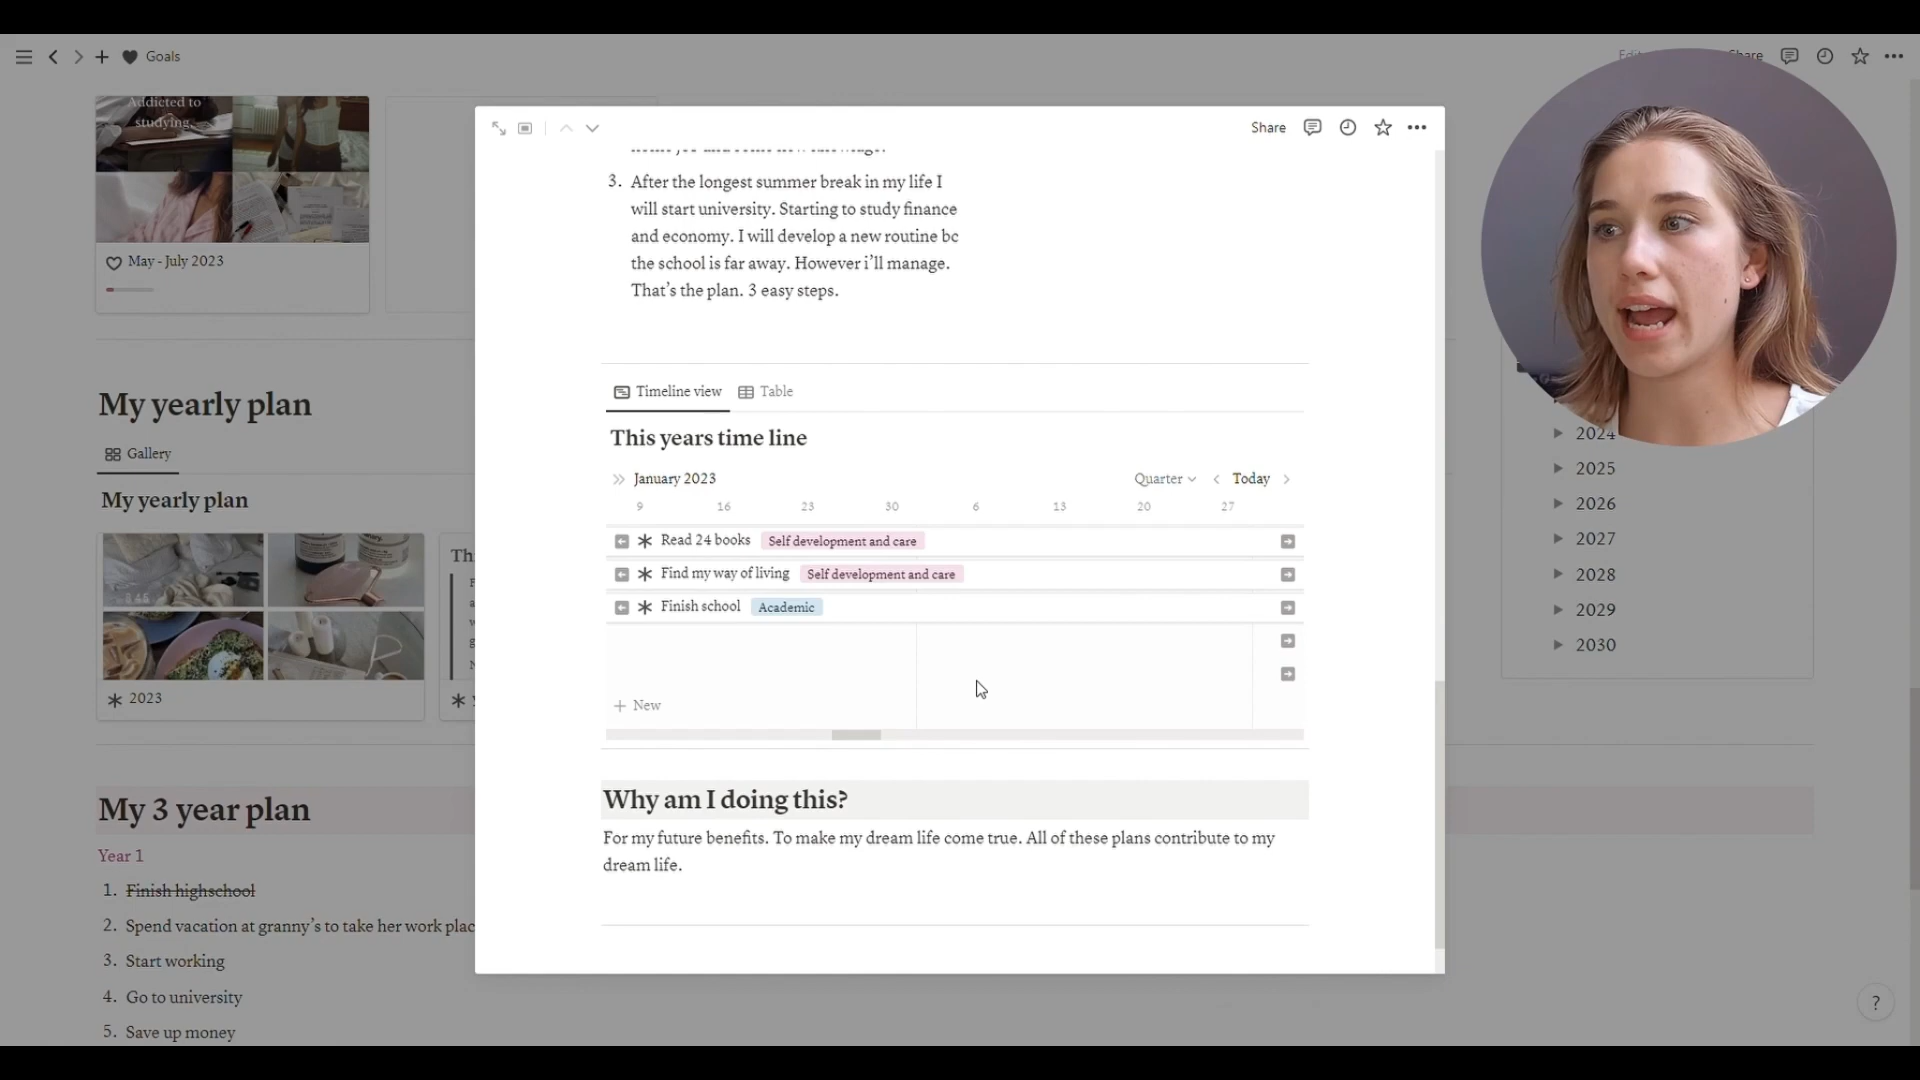 Goals
Share
Addicted to
studying.
May - July 2023
My yearly plan
Gallery
My yearly plan
2023
My 3 year plan
Year 1
1. Finish highschool
2. Spend vacation at granny's to take her work plac
3. Start working
4. Go to university
5. Save up money
Share
3. After the longest summer break in my life I
will start university. Starting to study finance
and economy. I will develop a new routine bc
the school is far away. However i'll manage.
That's the plan. 3 easy steps.
Timeline view Table
This years time line
January 2023 Quarter Today
9 16 23 30 6 13 20 27
Read 24 books Self development and care
Find my way of living Self development and care
Finish school Academic
+ New
Why am I doing this?
For my future benefits. To make my dream life come true. All of these plans contribute to my
dream life.
2024
2025
2026
2027
2028
2029
2030
?